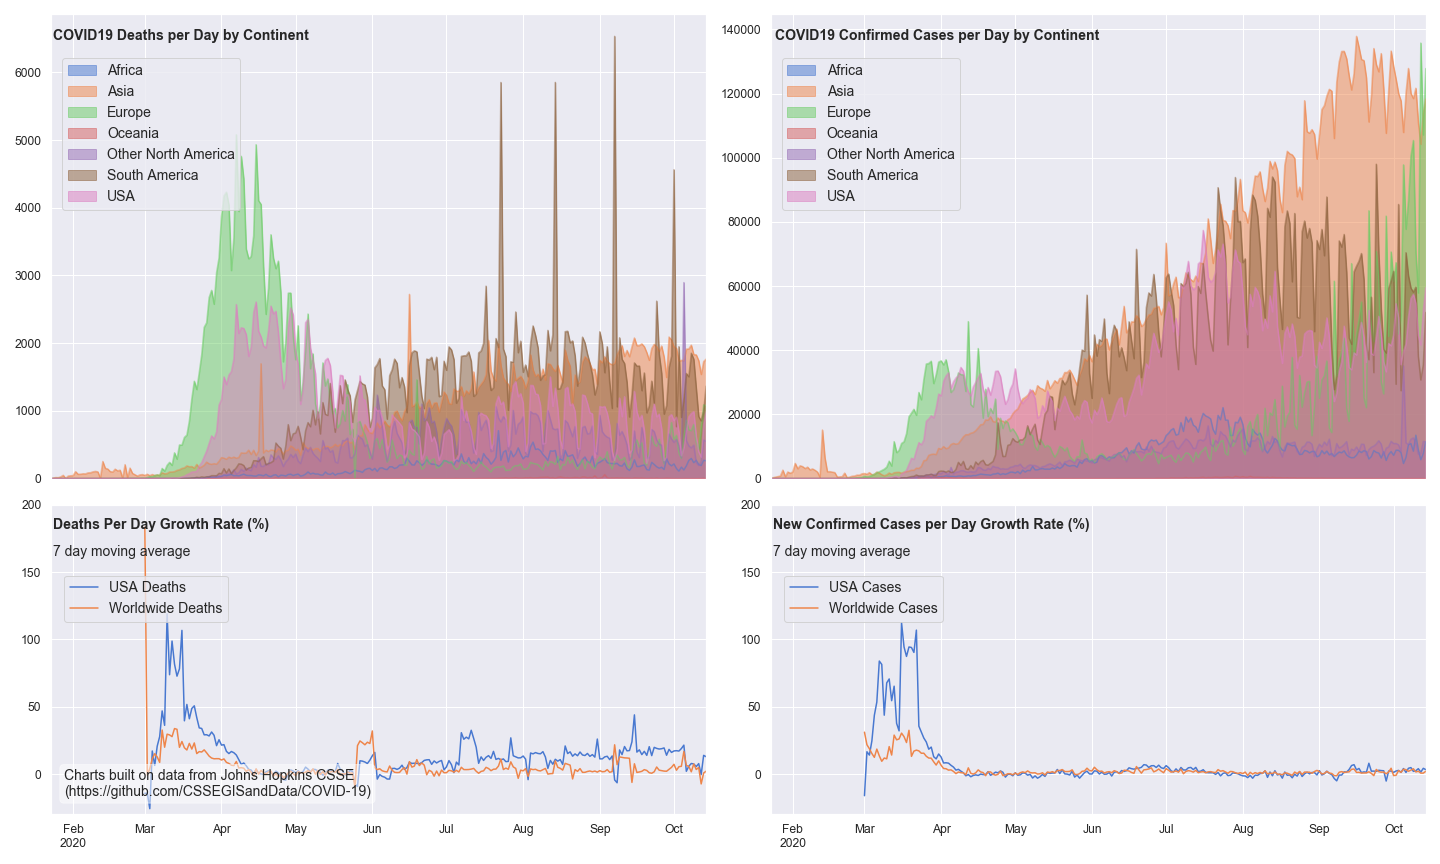 COVID19 Deaths per Day by Continent
Africa
Asia
Europe
Oceania
Other North America
South America
USA
6000
5000
4000
3000
2000
1000
0
COVID19 Confirmed Cases per Day by Continent
Africa
Asia
Europe
Oceania
Other North America
South America
USA
140000
120000
100000
80000
60000
40000
20000
0
Deaths Per Day Growth Rate (%)
7 day moving average
USA Deaths
Worldwide Deaths
200
150
100
50
0
Charts built on data from Johns Hopkins CSSE
(https://github.com/CSSEGISandData/COVID-19)
Feb Mar Apr May Jun Jul Aug Sep Oct
2020
New Confirmed Cases per Day Growth Rate (%)
7 day moving average
USA Cases
Worldwide Cases
200
150
100
50
0
Feb Mar Apr May Jun Jul Aug Sep Oct
2020